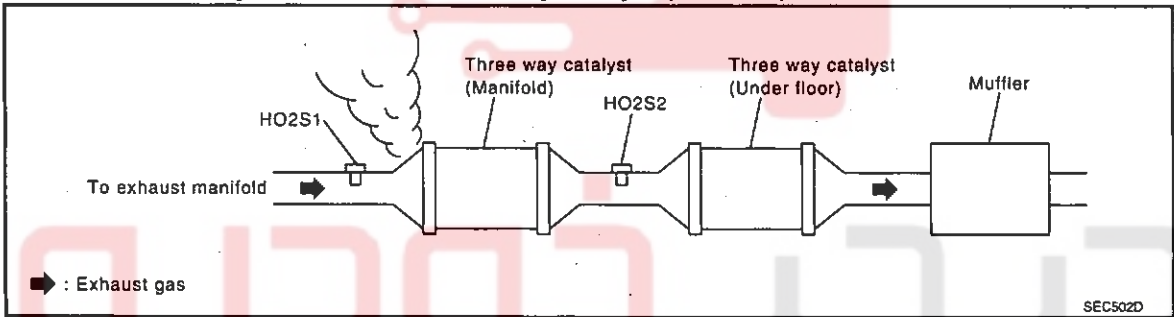 Three way catalyst
(Manifold)
Three way catalyst
(Under floor)
Muffler
HO2S1
HO2S2
To exhaust manifold
: Exhaust gas
SEC502D